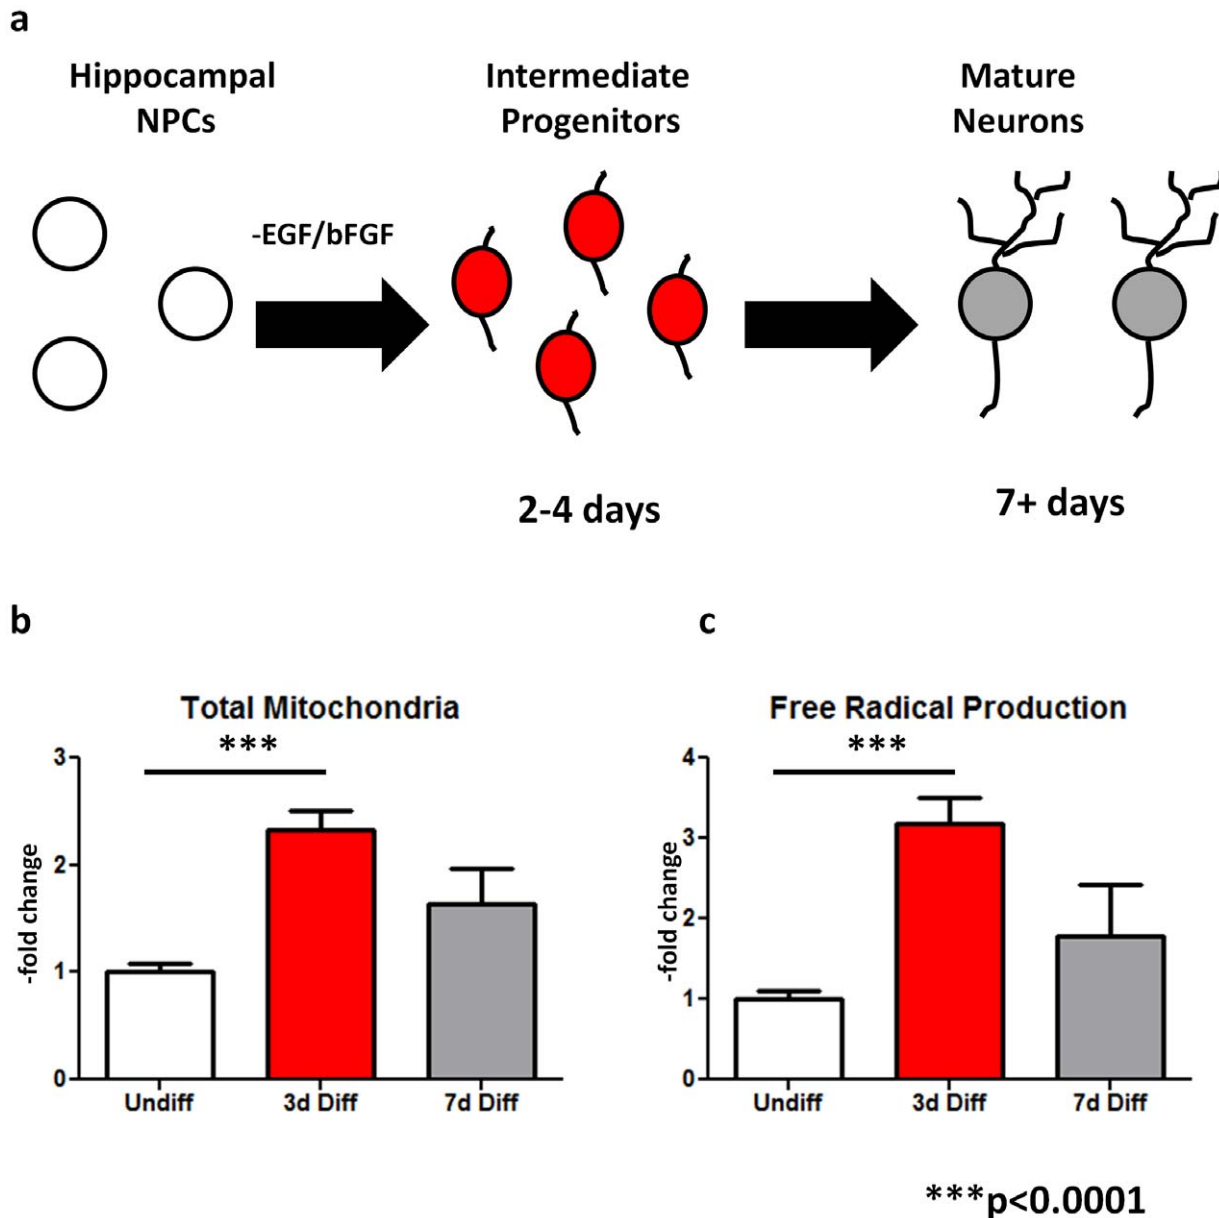 a
Hippocampal
NPCs
Intermediate
Progenitors
Mature
Neurons
-EGF/bFGF
2-4 days
7+ days
b
Total Mitochondria
***
-fold change
3
2
1
0
Undiff
3d Diff
7d Diff
c
Free Radical Production
***
-fold change
4
3
2
1
0
Undiff
3d Diff
7d Diff
***p<0.0001